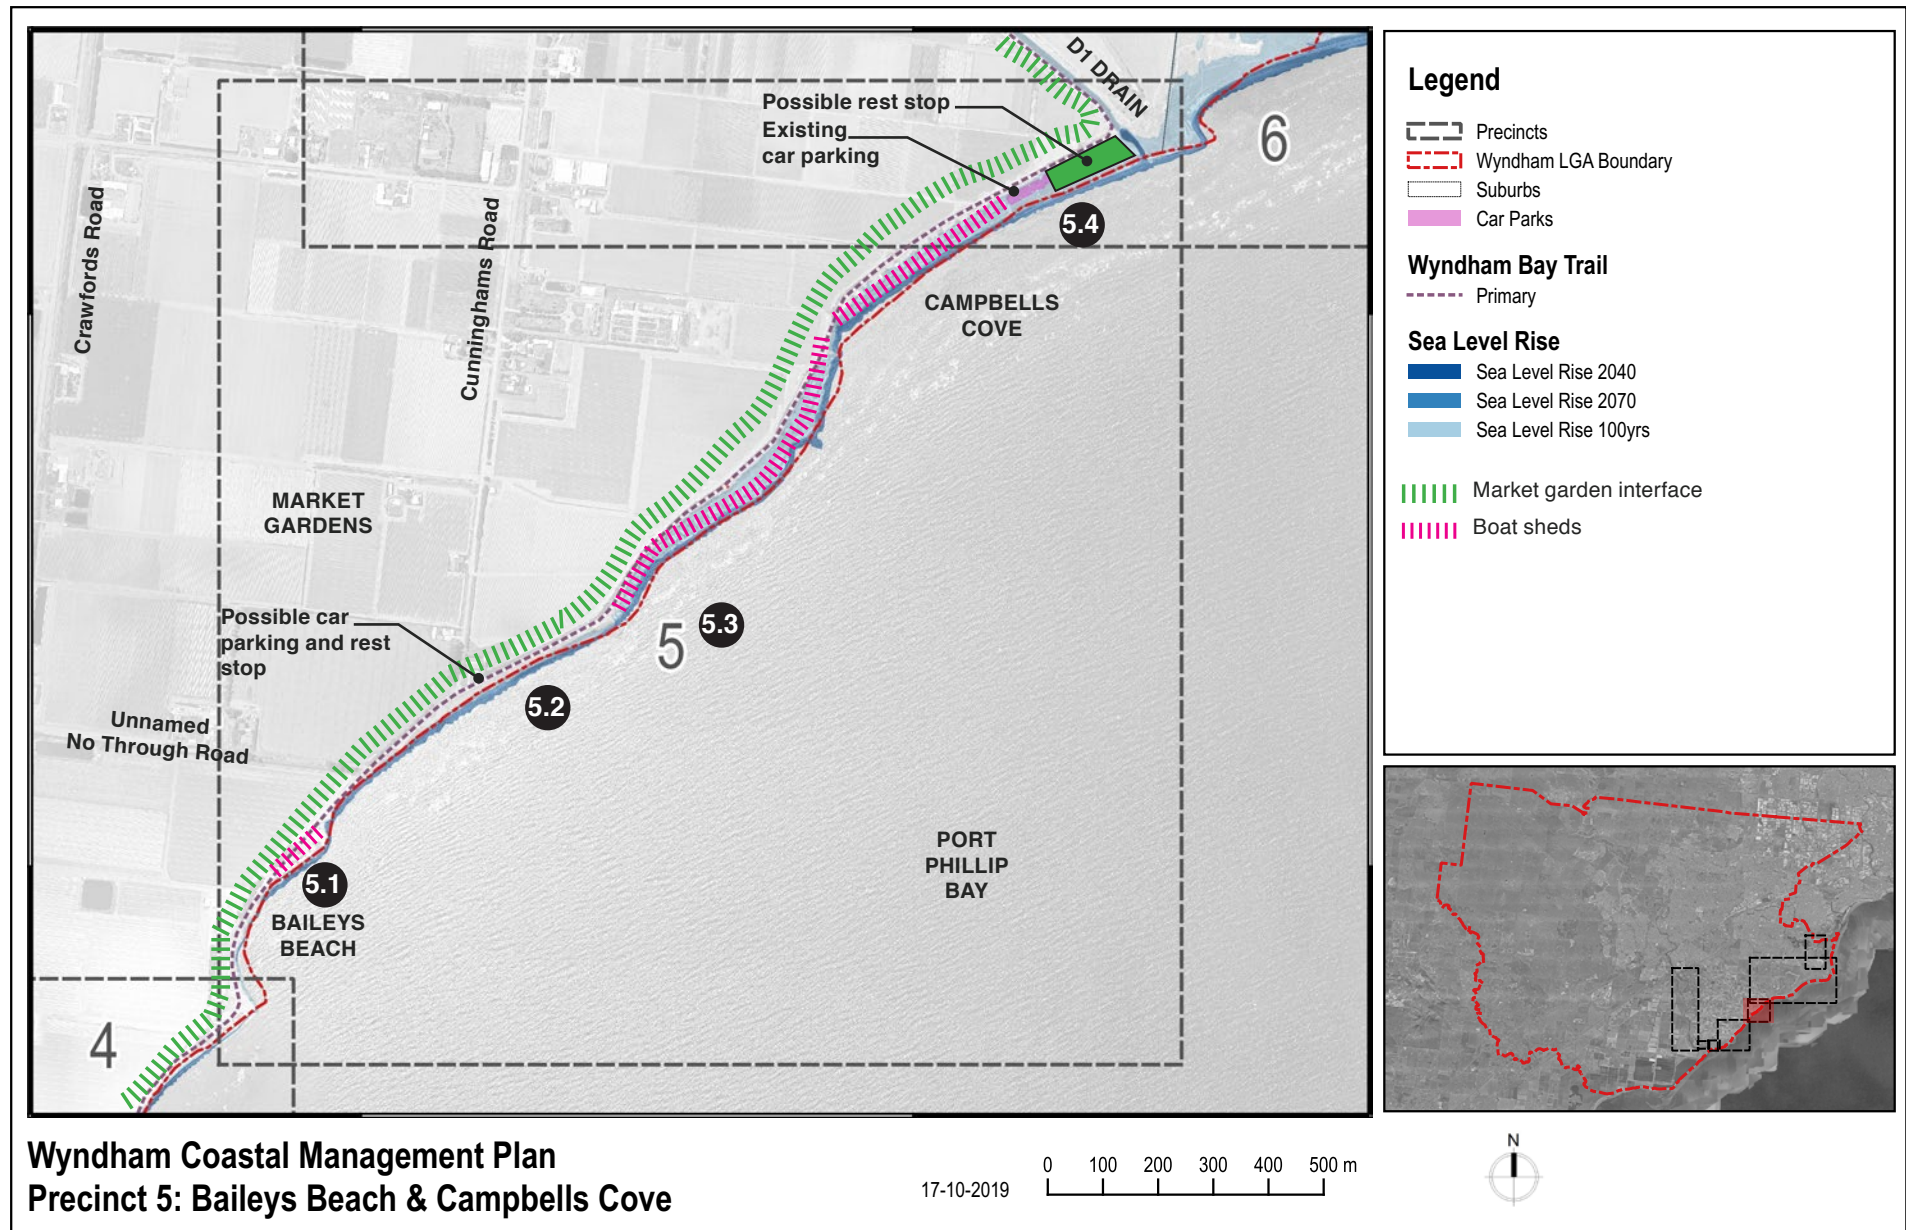 D1 DRAIN
Possible rest stop
Existing
car parking
6
5.4
Crawfords Road
Cunninghams Road
CAMPBELLS
COVE
MARKET
GARDENS
Possible car
parking and rest
stop
5
5.3
5.2
Unnamed
No Through Road
PORT
PHILLIP
BAY
5.1
BAILEYS
BEACH
4
Legend
Precincts
Wyndham LGA Boundary
Suburbs
Car Parks
Wyndham Bay Trail
Primary
Sea Level Rise
Sea Level Rise 2040
Sea Level Rise 2070
Sea Level Rise 100yrs
Market garden interface
Boat sheds
Wyndham Coastal Management Plan
Precinct 5: Baileys Beach & Campbells Cove
17-10-2019
0 100 200 300 400 500 m
N